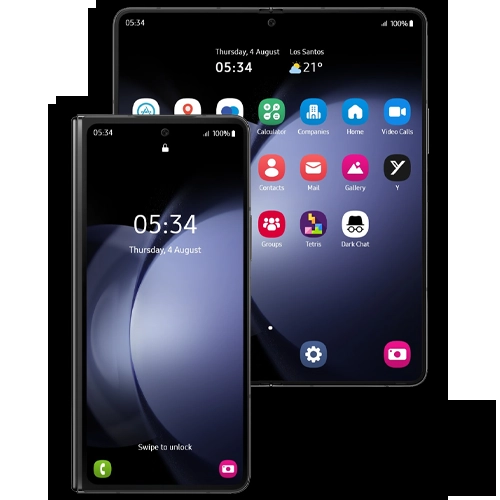 05:34
100%
Thursday, 4 August
05:34
Los Santos
21°
Calculator
Companies
Home
Video Calls
Contacts
Mail
Gallery
Y
Groups
Tetris
Dark Chat
05:34
100%
05:34
Thursday, 4 August
Swipe to unlock